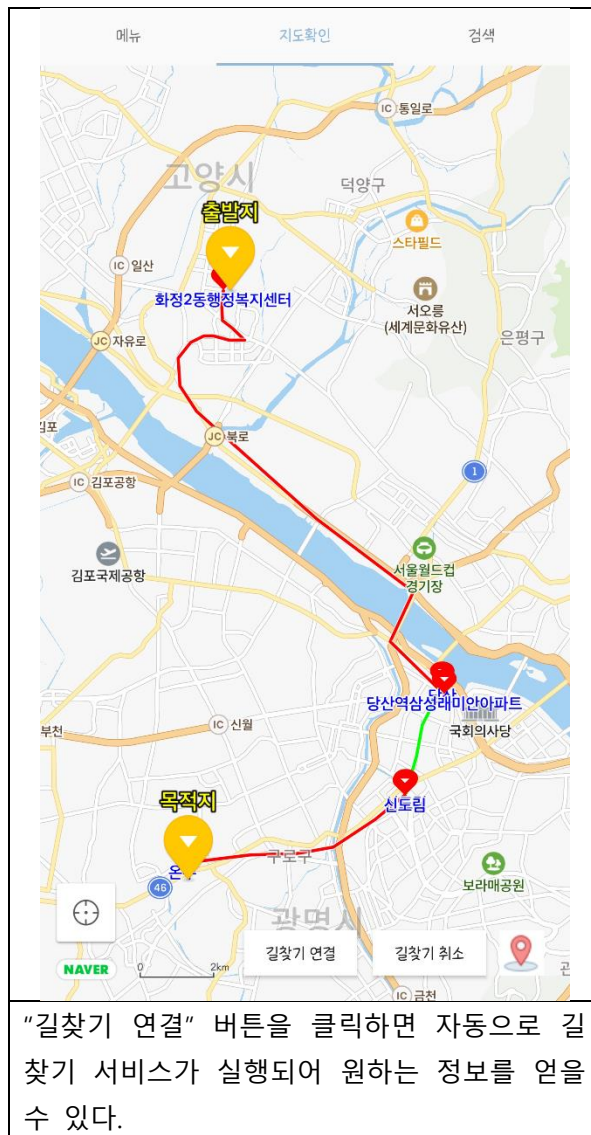 메뉴 지도확인 검색
IC 통일로
고양시
덕양구
출발지
스타필드
IC 일산
화정2동행정복지센터
서오릉
(세계문화유산)
은평구
JC 자유로
김포
JC 북로
1
IC 김포공항
서울월드컵
경기장
김포국제공항
당산역삼성래미안아파트
국회의사당
부천
IC 신월
목적지
신도림
구로구
46
보라매공원
광명시
길찾기 연결 길찾기 취소
NAVER
0 2km
IC 금천
"길찾기 연결" 버튼을 클릭하면 자동으로 길
찾기 서비스가 실행되어 원하는 정보를 얻을
수 있다.